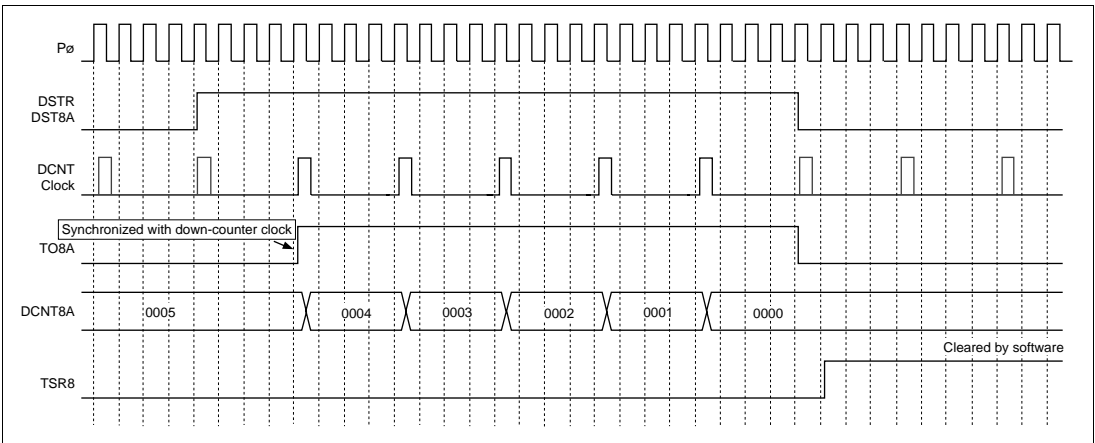 Pø
DSTR
DST8A
DCNT
Clock
Synchronized with down-counter clock
TO8A
DCNT8A
0005
0004
0003
0002
0001
0000
Cleared by software
TSR8